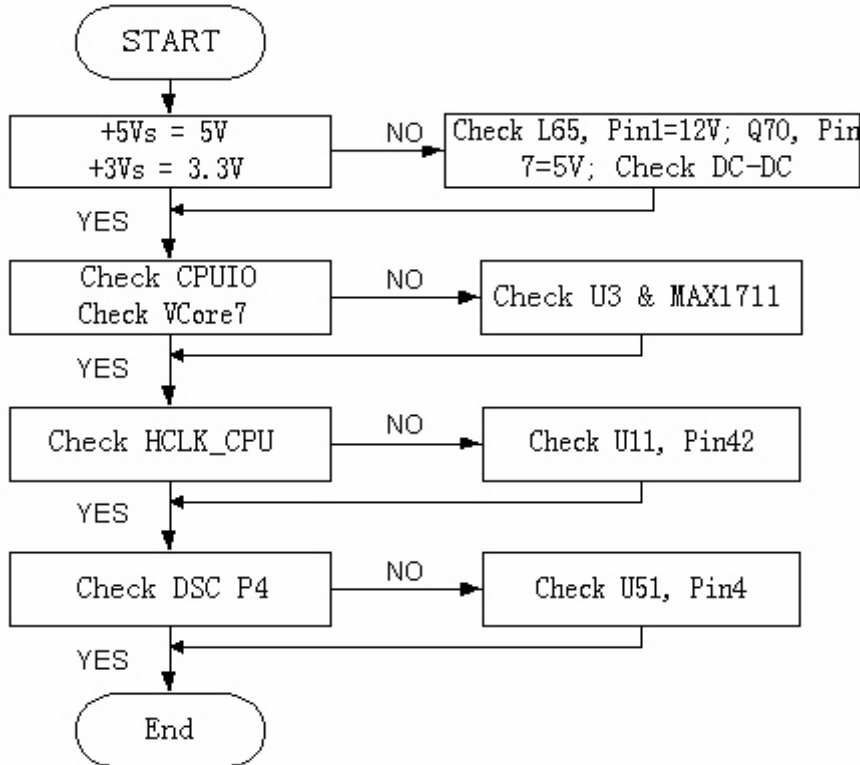 START
+5Vs = 5V
+3Vs = 3.3V
NO
Check L65, Pin1=12V; Q70, Pin
7=5V; Check DC-DC
YES
Check CPUIO
Check VCore7
NO
Check U3 & MAX1711
YES
Check HCLK_CPU
NO
Check U11, Pin42
YES
Check DSC P4
NO
Check U51, Pin4
YES
End